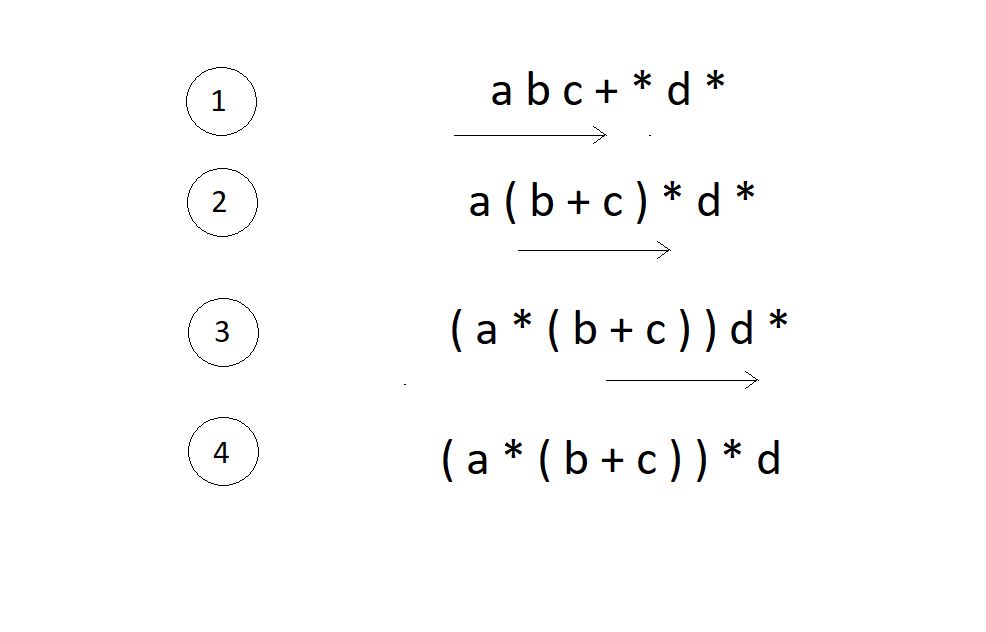 1 a b c + * d *
2 a ( b + c ) * d *
3 ( a * ( b + c ) ) d *
4 ( a * ( b + c ) ) * d